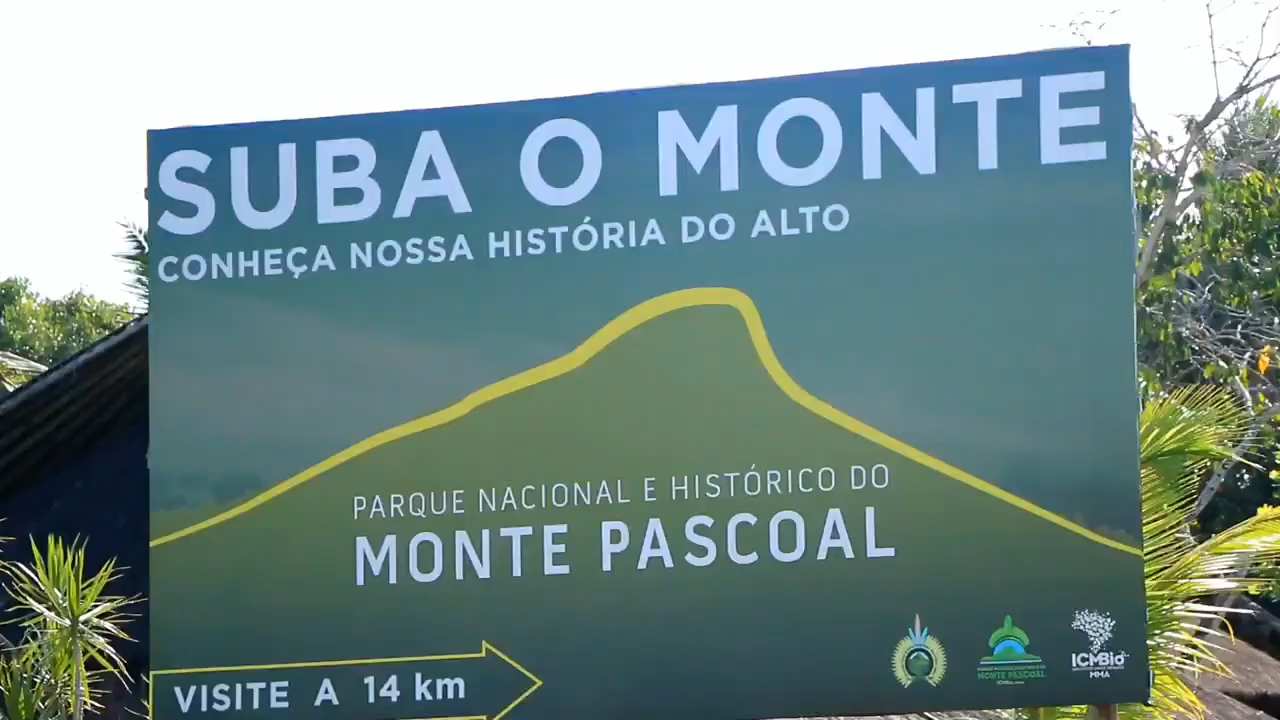 SUBA O MONTE
CONHEÇA NOSSA HISTÓRIA DO ALTO
PARQUE NACIONAL E HISTÓRICO DO
MONTE PASCOAL
VISITE A 14 km
MONTE PASCOAL
ICMBio
MMA